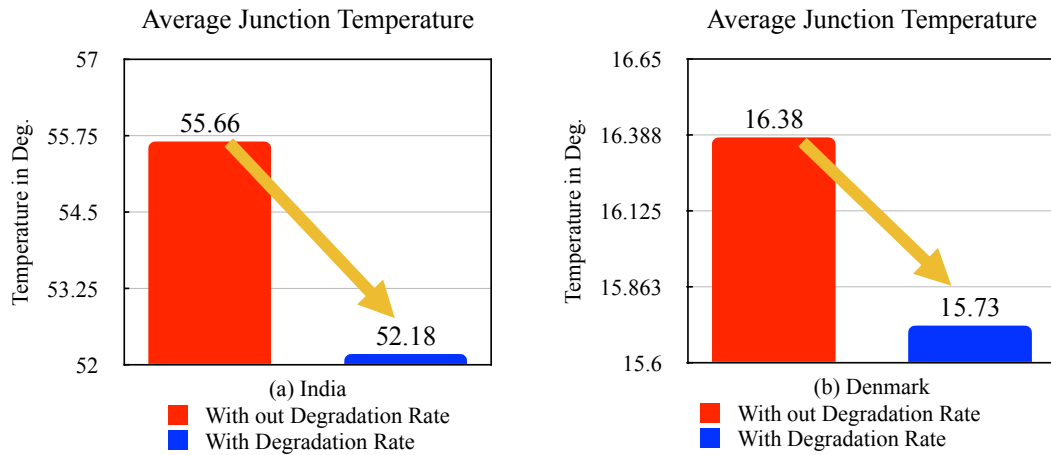 Average Junction Temperature
Temperature in Deg.
57
55.75
54.5
53.25
52
55.66
52.18
(a) India
With out Degradation Rate
With Degradation Rate
Average Junction Temperature
Temperature in Deg.
16.65
16.388
16.125
15.863
15.6
16.38
15.73
(b) Denmark
With out Degradation Rate
With Degradation Rate